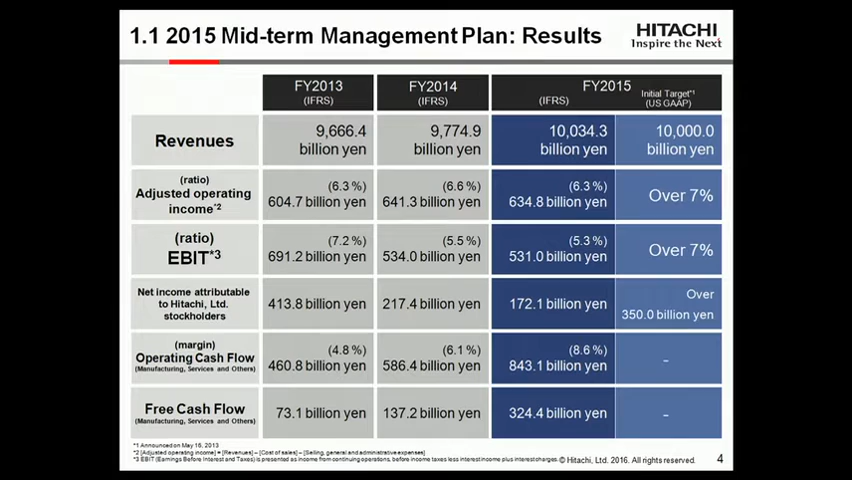 1.1 2015 Mid-term Management Plan: Results
HITACHI
Inspire the Next
FY2013
(IFRS)
FY2014
(IFRS)
FY2015
(IFRS)
Initial Target*1
(US GAAP)
Revenues
9,666.4
billion yen
9,774.9
billion yen
10,034.3
billion yen
10,000.0
billion yen
(ratio)
Adjusted operating
income*2
(6.3 %)
604.7 billion yen
(6.6 %)
641.3 billion yen
(6.3 %)
634.8 billion yen
Over 7%
(ratio)
EBIT*3
(7.2 %)
691.2 billion yen
(5.5 %)
534.0 billion yen
(5.3 %)
531.0 billion yen
Over 7%
Net income attributable
to Hitachi, Ltd.
stockholders
413.8 billion yen
217.4 billion yen
172.1 billion yen
Over
350.0 billion yen
(margin)
Operating Cash Flow
(Manufacturing, Services and Others)
(4.8 %)
460.8 billion yen
(6.1 %)
586.4 billion yen
(8.6 %)
843.1 billion yen
-
Free Cash Flow
(Manufacturing, Services and Others)
73.1 billion yen
137.2 billion yen
324.4 billion yen
-
*1 Announced on May 16, 2013
*2 [Adjusted operating income] = [Revenues] – [Cost of sales] – [Selling, general and administrative expenses]
*3 EBIT (Earnings Before Interest and Taxes) is presented as income from continuing operations, before income taxes less interest income plus interest charges.
© Hitachi, Ltd. 2016. All rights reserved.
4